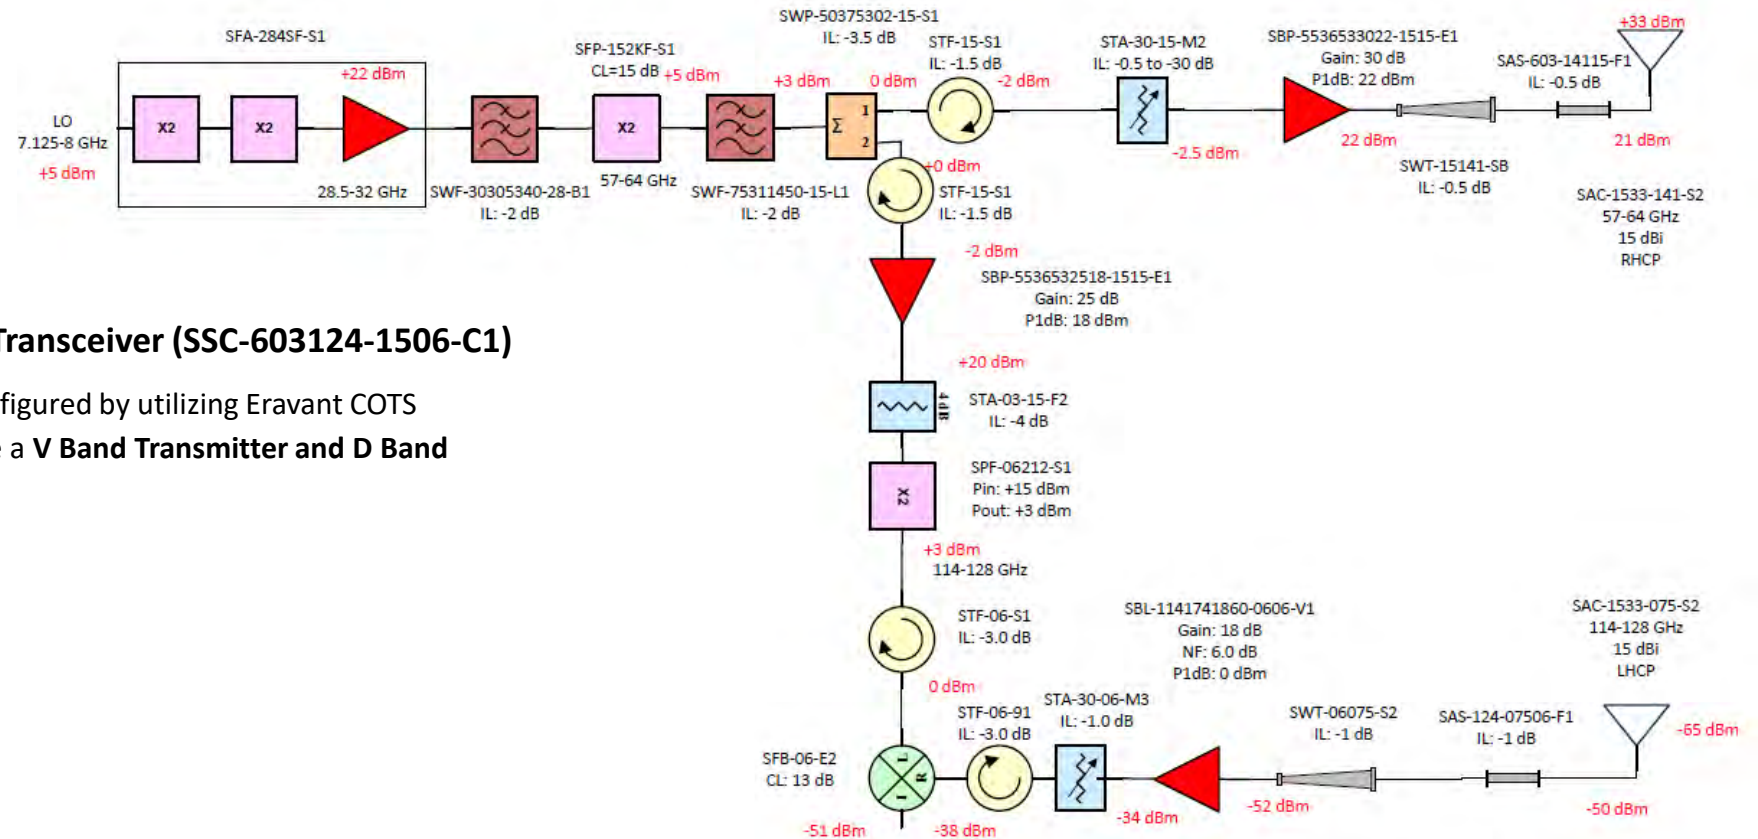 SFA-284SF-S1
+22 dBm
LO
7.125-8 GHz
+5 dBm
X2
X2
28.5-32 GHz
SWF-30305340-28-B1
IL: -2 dB
SFP-152KF-S1
CL=15 dB
+5 dBm
X2
57-64 GHz
SWF-75311450-15-L1
IL: -2 dB
+3 dBm
SWP-50375302-15-S1
IL: -3.5 dB
Σ
1
2
0 dBm
STF-15-S1
IL: -1.5 dB
-2 dBm
STA-30-15-M2
IL: -0.5 to -30 dB
-2.5 dBm
SBP-5536533022-1515-E1
Gain: 30 dB
P1dB: 22 dBm
22 dBm
SWT-15141-SB
IL: -0.5 dB
SAS-603-14115-F1
IL: -0.5 dB
+33 dBm
21 dBm
SAC-1533-141-S2
57-64 GHz
15 dBi
RHCP
+0 dBm
STF-15-S1
IL: -1.5 dB
-2 dBm
SBP-5536532518-1515-E1
Gain: 25 dB
P1dB: 18 dBm
+20 dBm
4dB
STA-03-15-F2
IL: -4 dB
X2
SPF-06212-S1
Pin: +15 dBm
Pout: +3 dBm
+3 dBm
114-128 GHz
STF-06-S1
IL: -3.0 dB
0 dBm
SFB-06-E2
CL: 13 dB
L
R
I
-51 dBm
-38 dBm
STF-06-91
IL: -3.0 dB
STA-30-06-M3
IL: -1.0 dB
-34 dBm
SBL-1141741860-0606-V1
Gain: 18 dB
NF: 6.0 dB
P1dB: 0 dBm
-52 dBm
SWT-06075-S2
IL: -1 dB
SAS-124-07506-F1
IL: -1 dB
-50 dBm
SAC-1533-075-S2
114-128 GHz
15 dBi
LHCP
-65 dBm
Transceiver (SSC-603124-1506-C1)
figured by utilizing Eravant COTS
a V Band Transmitter and D Band